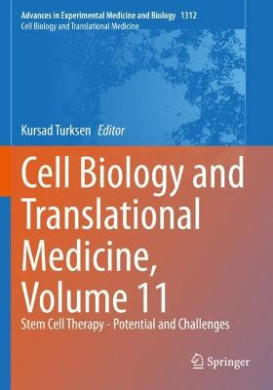 Advances in Experimental Medicine and Biology 1312
Cell Biology and Translational Medicine
Kursad Turksen Editor
Cell Biology and
Translational
Medicine,
Volume 11
Stem Cell Therapy - Potential and Challenges
Springer